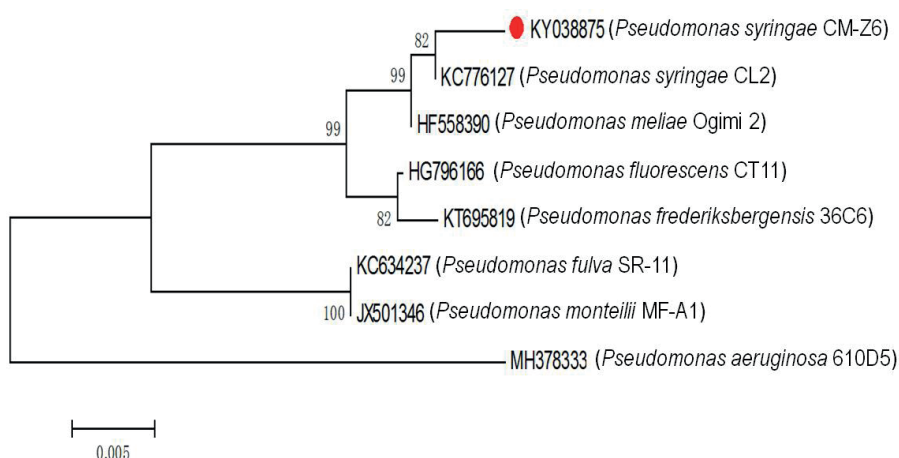 82
KY038875 (Pseudomonas syringae CM-Z6)
99
KC776127 (Pseudomonas syringae CL2)
99
HF558390 (Pseudomonas meliae Ogimi 2)
HG796166 (Pseudomonas fluorescens CT11)
82
KT695819 (Pseudomonas frederiksbergensis 36C6)
KC634237 (Pseudomonas fulva SR-11)
100
JX501346 (Pseudomonas monteilii MF-A1)
MH378333 (Pseudomonas aeruginosa 610D5)
0.005